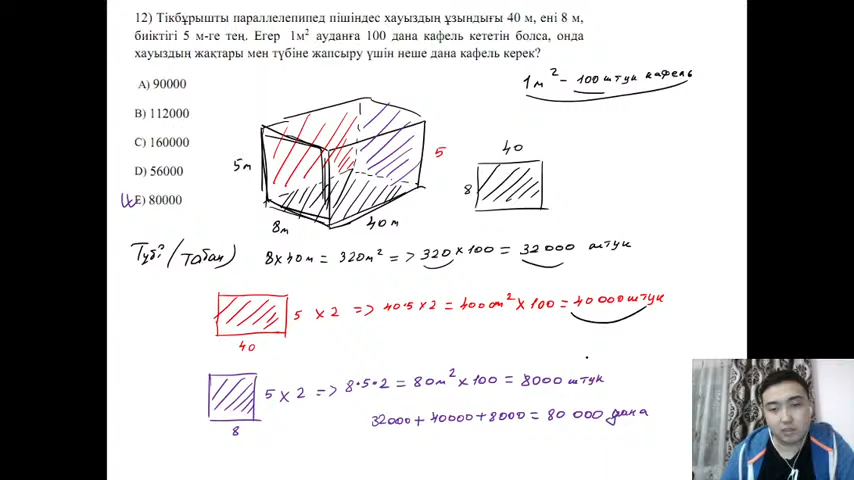 12) Тікбұрышты параллелепипед пішіндес хауыздың ұзындығы 40 м, ені 8 м,
биіктігі 5 м-ге тең. Егер 1м² ауданға 100 дана кафель кететін болса, онда
хауыздың жақтары мен түбіне жапсыру үшін неше дана кафель керек?
1м² - 100 штук кафель
A) 90000
B) 112000
C) 160000
D) 56000
E) 80000
5м
8м
40м
5
40
8
Түбі / табан) 8×40м = 320м² => 320 × 100 = 32000 штук
5 × 2 => 40·5×2 = 400м² × 100 = 40 000 штук
40
5 × 2 => 8·5·2 = 80м² × 100 = 8000 штук
8
32000 + 40000 + 8000 = 80 000 дана